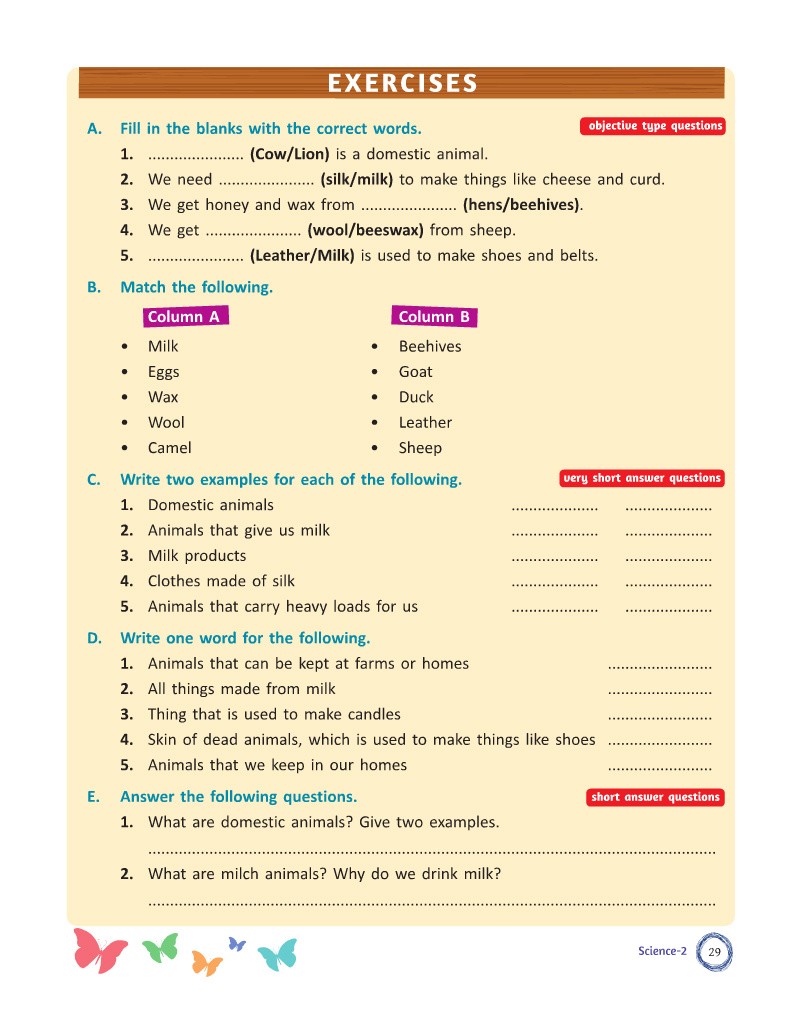 EXERCISES
A. Fill in the blanks with the correct words. objective type questions
1. ...................... (Cow/Lion) is a domestic animal.
2. We need ...................... (silk/milk) to make things like cheese and curd.
3. We get honey and wax from ...................... (hens/beehives).
4. We get ...................... (wool/beeswax) from sheep.
5. ...................... (Leather/Milk) is used to make shoes and belts.
B. Match the following.
Column A Column B
• Milk • Beehives
• Eggs • Goat
• Wax • Duck
• Wool • Leather
• Camel • Sheep
C. Write two examples for each of the following. very short answer questions
1. Domestic animals .................... ....................
2. Animals that give us milk .................... ....................
3. Milk products .................... ....................
4. Clothes made of silk .................... ....................
5. Animals that carry heavy loads for us .................... ....................
D. Write one word for the following.
1. Animals that can be kept at farms or homes ........................
2. All things made from milk ........................
3. Thing that is used to make candles ........................
4. Skin of dead animals, which is used to make things like shoes ........................
5. Animals that we keep in our homes ........................
E. Answer the following questions. short answer questions
1. What are domestic animals? Give two examples.
....................................................................................................................................
2. What are milch animals? Why do we drink milk?
....................................................................................................................................
Science-2 29